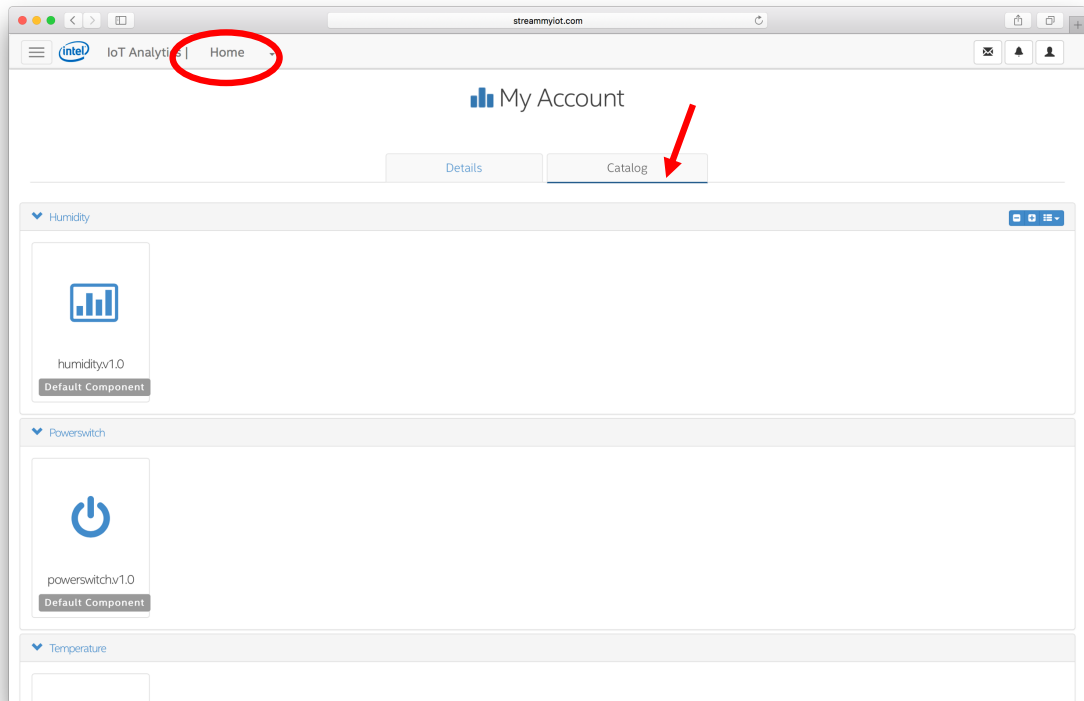 streammyiot.com
intel IoT Analytics | Home
My Account
Details Catalog
Humidity
humidity.v1.0
Default Component
Powerswitch
powerswitch.v1.0
Default Component
Temperature